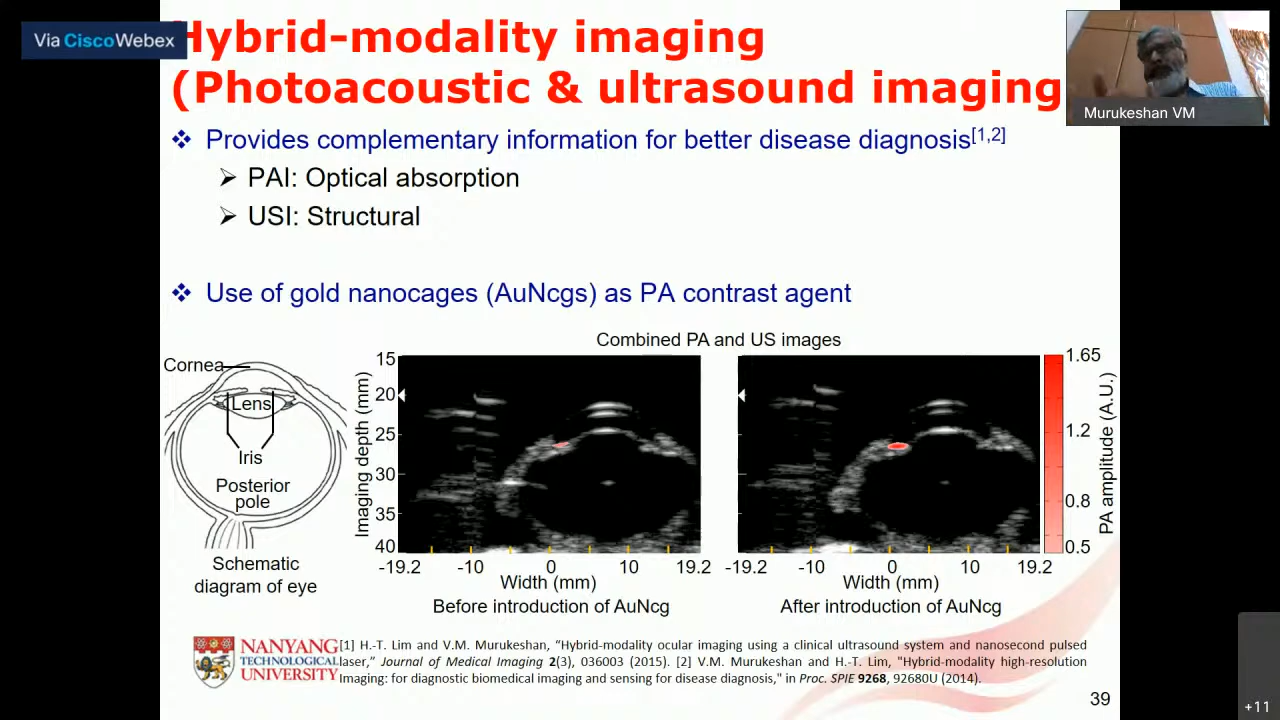 Via Cisco Webex
Hybrid-modality imaging
(Photoacoustic & ultrasound imaging
Murukeshan VM
❖ Provides complementary information for better disease diagnosis[1,2]
➢ PAI: Optical absorption
➢ USI: Structural
❖ Use of gold nanocages (AuNcgs) as PA contrast agent
Combined PA and US images
Cornea
Lens
Iris
Posterior
pole
Schematic
diagram of eye
Imaging depth (mm)
15
20
25
30
35
40
-19.2 -10 0 10 19.2
Width (mm)
Before introduction of AuNcg
-19.2 -10 0 10 19.2
Width (mm)
After introduction of AuNcg
1.65
1.2
0.8
0.5
PA amplitude (A.U.)
NANYANG
TECHNOLOGICAL
UNIVERSITY
[1] H.-T. Lim and V.M. Murukeshan, “Hybrid-modality ocular imaging using a clinical ultrasound system and nanosecond pulsed
laser,” Journal of Medical Imaging 2(3), 036003 (2015). [2] V.M. Murukeshan and H.-T. Lim, "Hybrid-modality high-resolution
Imaging: for diagnostic biomedical imaging and sensing for disease diagnosis," in Proc. SPIE 9268, 92680U (2014).
39
+11